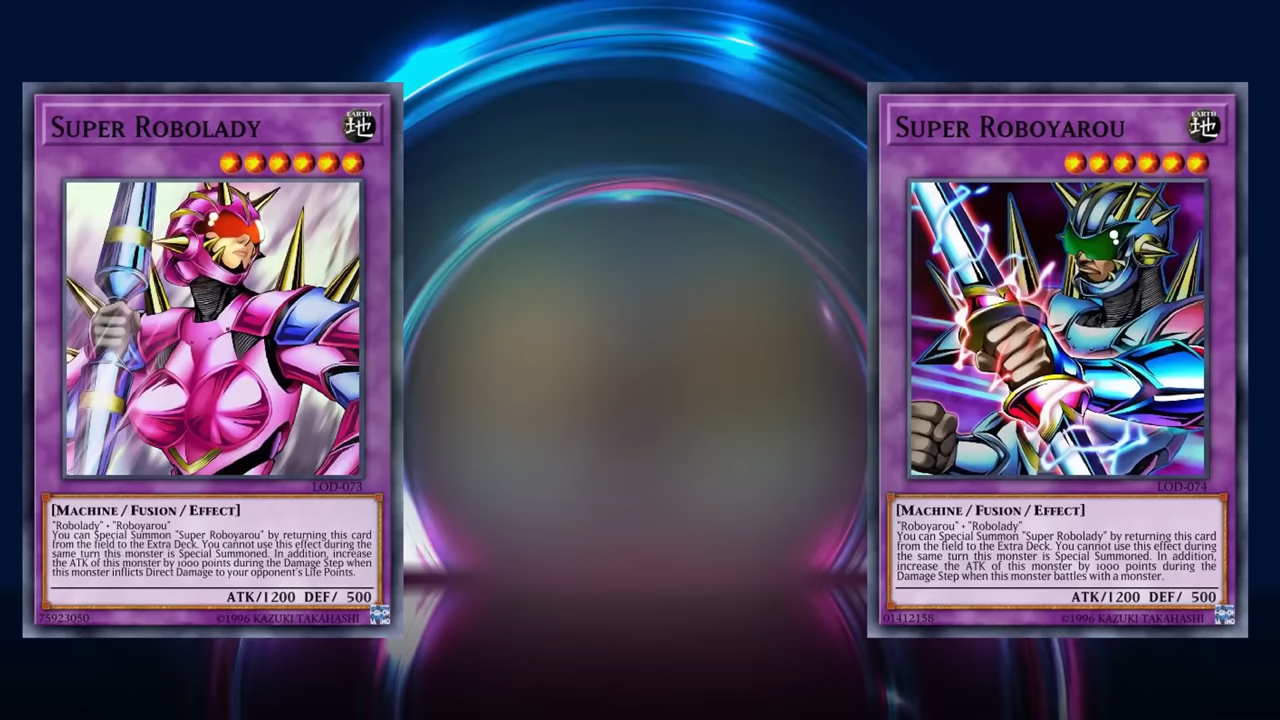 SUPER ROBOLADY
EARTH
地
LOD-073
[MACHINE / FUSION / EFFECT]
"Robolady" + "Roboyarou"
You can Special Summon "Super Roboyarou" by returning this card
from the field to the Extra Deck. You cannot use this effect during the
same turn this monster is Special Summoned. In addition, increase
the ATK of this monster by 1000 points during the Damage Step when
this monster inflicts Direct Damage to your opponent's Life Points.
ATK/1200 DEF/ 500
75923050
©1996 KAZUKI TAKAHASHI
SUPER ROBOYAROU
EARTH
地
LOD-074
[MACHINE / FUSION / EFFECT]
"Roboyarou" + "Robolady"
You can Special Summon "Super Robolady" by returning this card
from the field to the Extra Deck. You cannot use this effect during the
same turn this monster is Special Summoned. In addition,
increase the ATK of this monster by 1000 points during the
Damage Step when this monster battles with a monster.
ATK/1200 DEF/ 500
01412158
©1996 KAZUKI TAKAHASHI